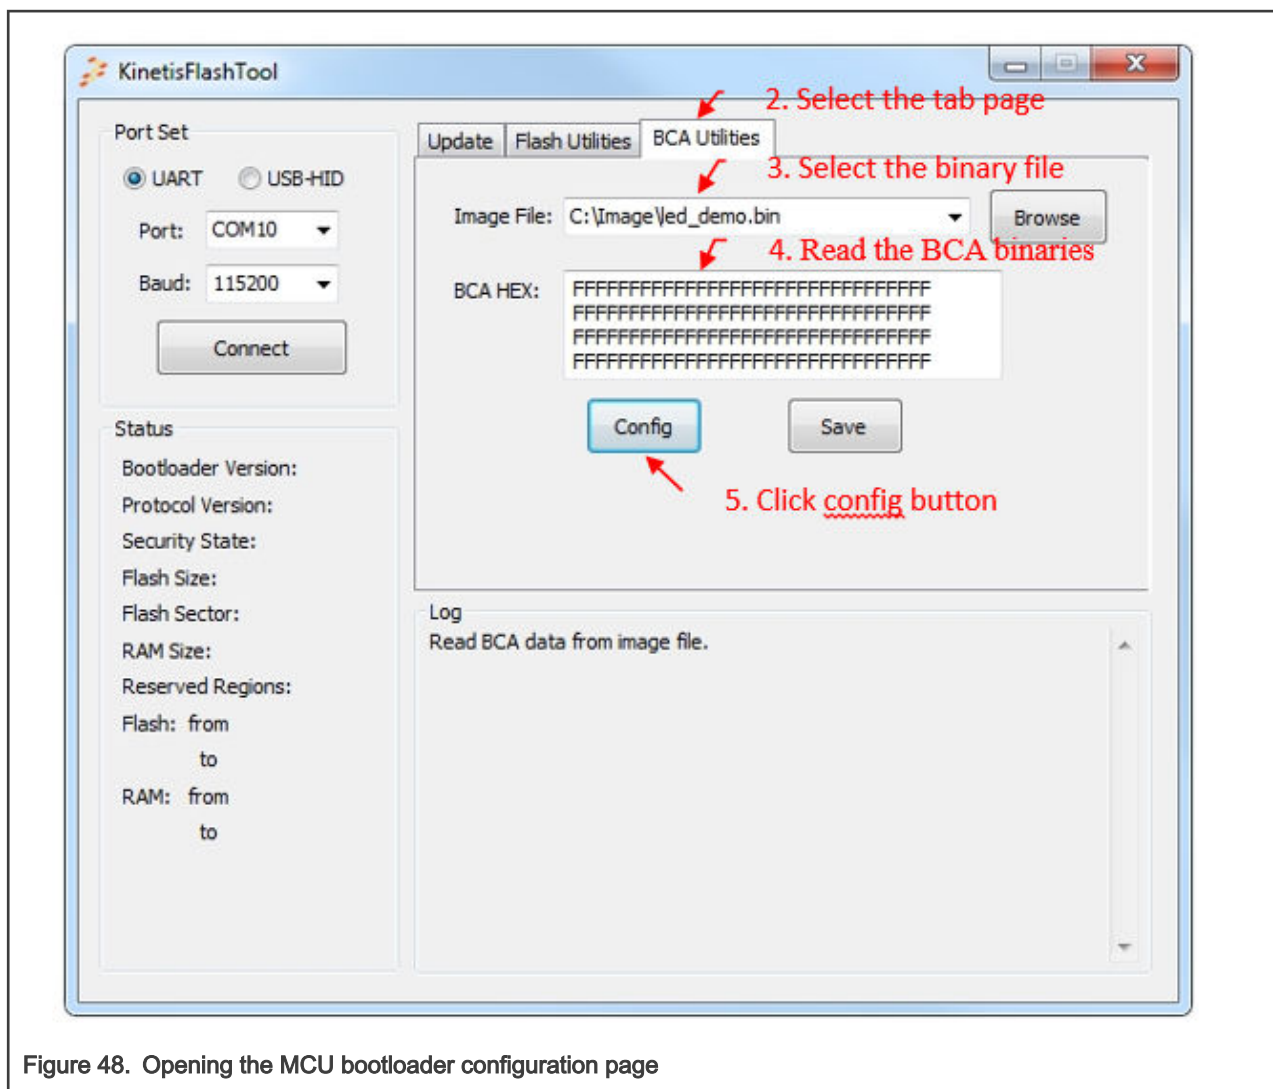 KinetisFlashTool
2. Select the tab page
Port Set
UART USB-HID
Port: COM10
Baud: 115200
Connect
Update Flash Utilities BCA Utilities
3. Select the binary file
Image File: C:\Image\led_demo.bin Browse
4. Read the BCA binaries
BCA HEX: FFFFFFFFFFFFFFFFFFFFFFFFFFFFFFFF
FFFFFFFFFFFFFFFFFFFFFFFFFFFFFFFF
FFFFFFFFFFFFFFFFFFFFFFFFFFFFFFFF
FFFFFFFFFFFFFFFFFFFFFFFFFFFFFFFF
Config Save
5. Click config button
Status
Bootloader Version:
Protocol Version:
Security State:
Flash Size:
Flash Sector:
RAM Size:
Reserved Regions:
Flash: from
to
RAM: from
to
Log
Read BCA data from image file.
Figure 48. Opening the MCU bootloader configuration page